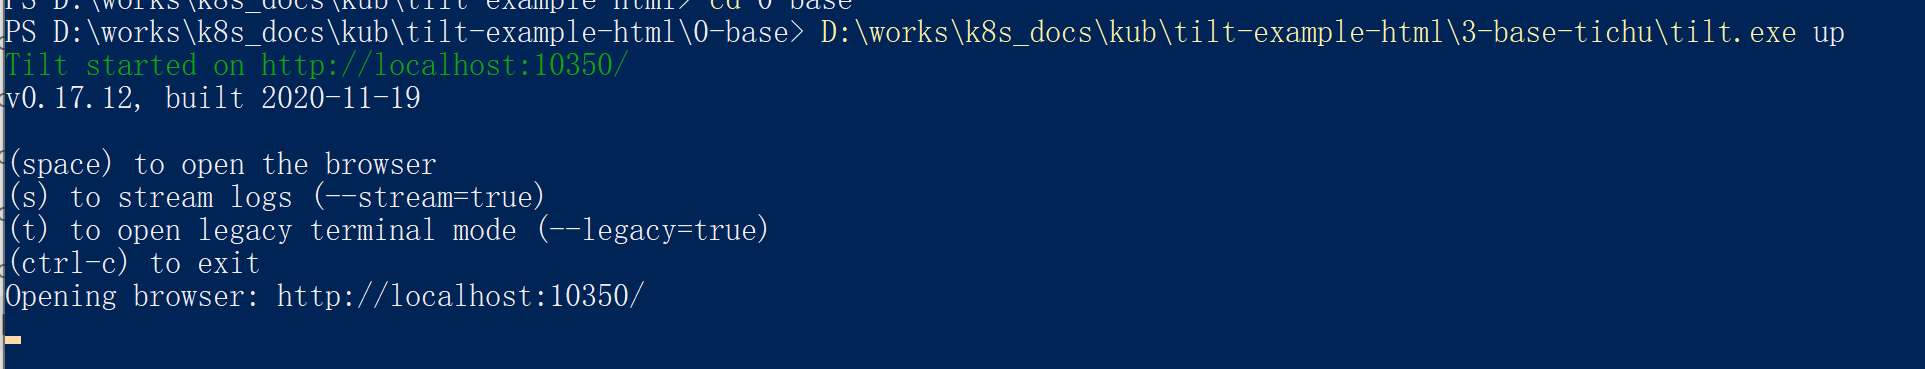 PS D:\works\k8s_docs\kub\tilt-example-html> cd 0-base
PS D:\works\k8s_docs\kub\tilt-example-html\0-base> D:\works\k8s_docs\kub\tilt-example-html\3-base-tichu\tilt.exe up
Tilt started on http://localhost:10350/
v0.17.12, built 2020-11-19
(space) to open the browser
(s) to stream logs (--stream=true)
(t) to open legacy terminal mode (--legacy=true)
(ctrl-c) to exit
Opening browser: http://localhost:10350/